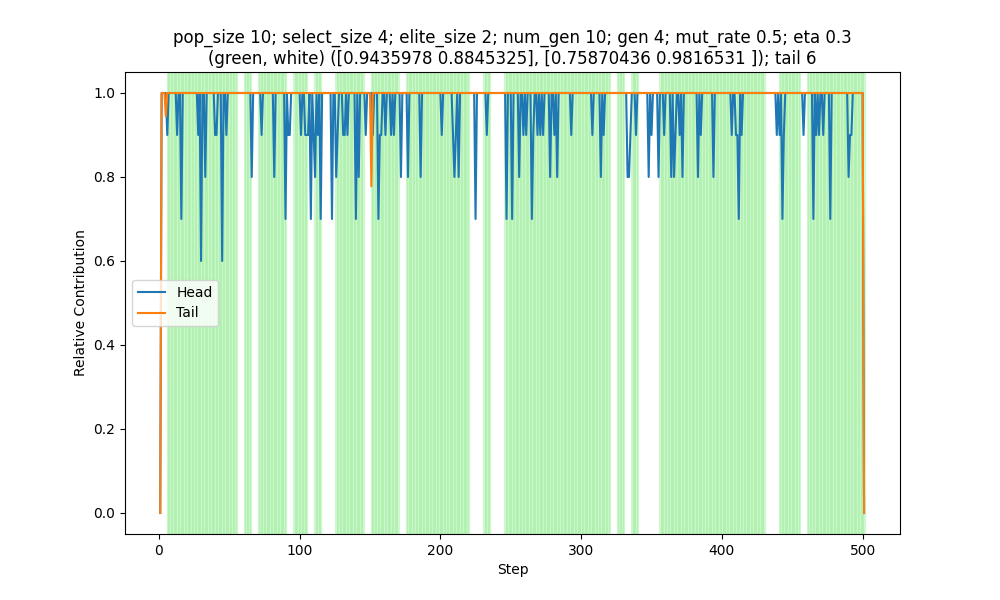 pop_size 10; select_size 4; elite_size 2; num_gen 10; gen 4; mut_rate 0.5; eta 0.3
(green, white) ([0.9435978 0.8845325], [0.75870436 0.9816531 ]); tail 6
1.0
0.8
0.6
0.4
0.2
0.0
Relative Contribution
Head
Tail
0
100
200
300
400
500
Step